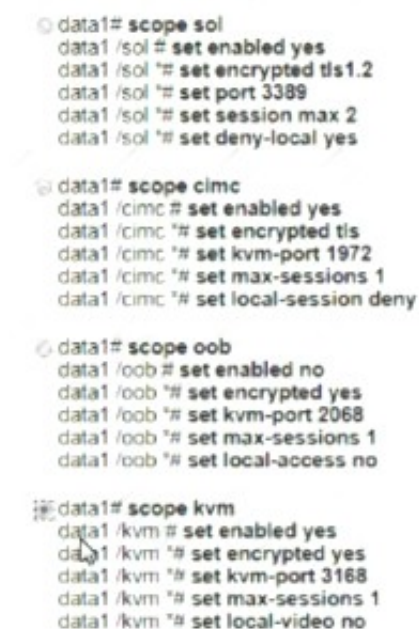 data1# scope sol
data1 /sol # set enabled yes
data1 /sol *# set encrypted tls1.2
data1 /sol *# set port 3389
data1 /sol *# set session max 2
data1 /sol *# set deny-local yes
data1# scope cimc
data1 /cimc # set enabled yes
data1 /cimc *# set encrypted tls
data1 /cimc *# set kvm-port 1972
data1 /cimc *# set max-sessions 1
data1 /cimc *# set local-session deny
data1# scope oob
data1 /oob # set enabled no
data1 /oob *# set encrypted yes
data1 /oob *# set kvm-port 2068
data1 /oob *# set max-sessions 1
data1 /oob *# set local-access no
data1# scope kvm
data1 /kvm # set enabled yes
data1 /kvm *# set encrypted yes
data1 /kvm *# set kvm-port 3168
data1 /kvm *# set max-sessions 1
data1 /kvm *# set local-video no